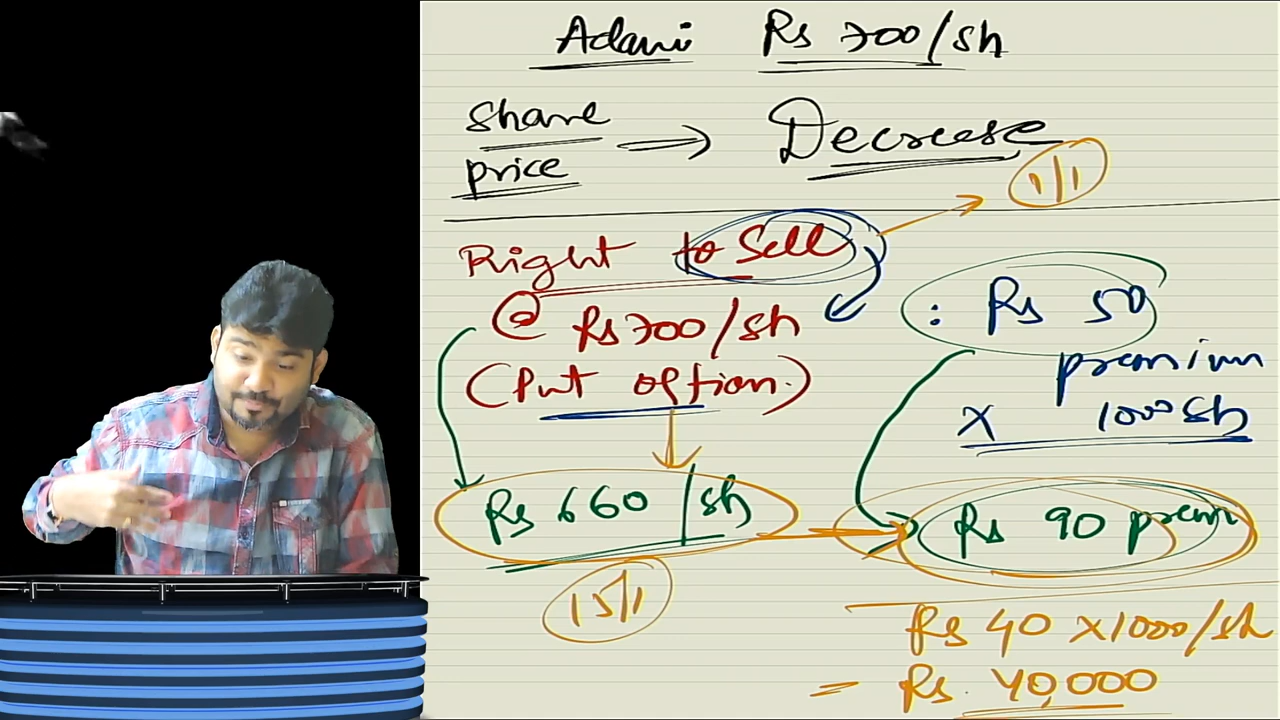 Adani Rs 700/sh
share price ⇒ Decrease
1/1
Right to Sell
@ Rs 700/sh
(Put option.)
: Rs 50
premium
x 1000 sh
Rs 660/sh
Rs 90 prem
15/1
Rs 40 x 1000/sh
= Rs. 40,000